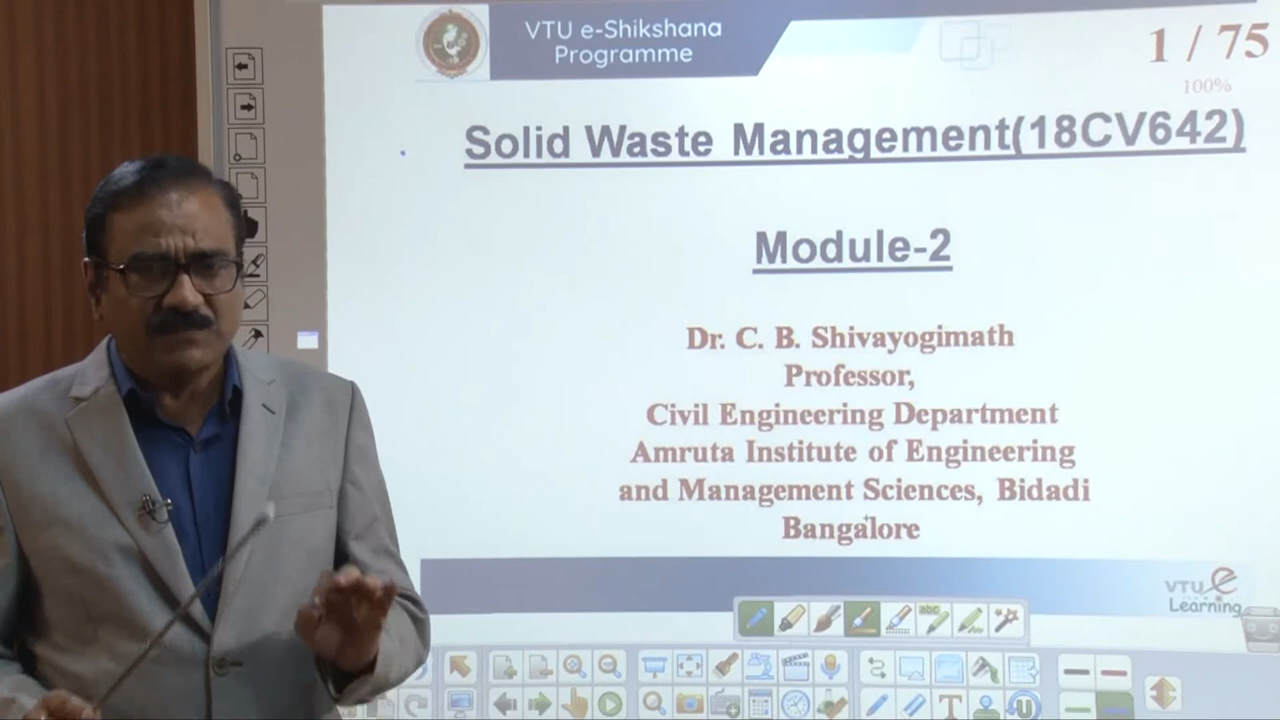 VTU e-Shikshana
Programme
1 / 75
100%
Solid Waste Management(18CV642)
Module-2
Dr. C. B. Shivayogimath
Professor,
Civil Engineering Department
Amruta Institute of Engineering
and Management Sciences, Bidadi
Bangalore
VTU e
Learning
abc
T